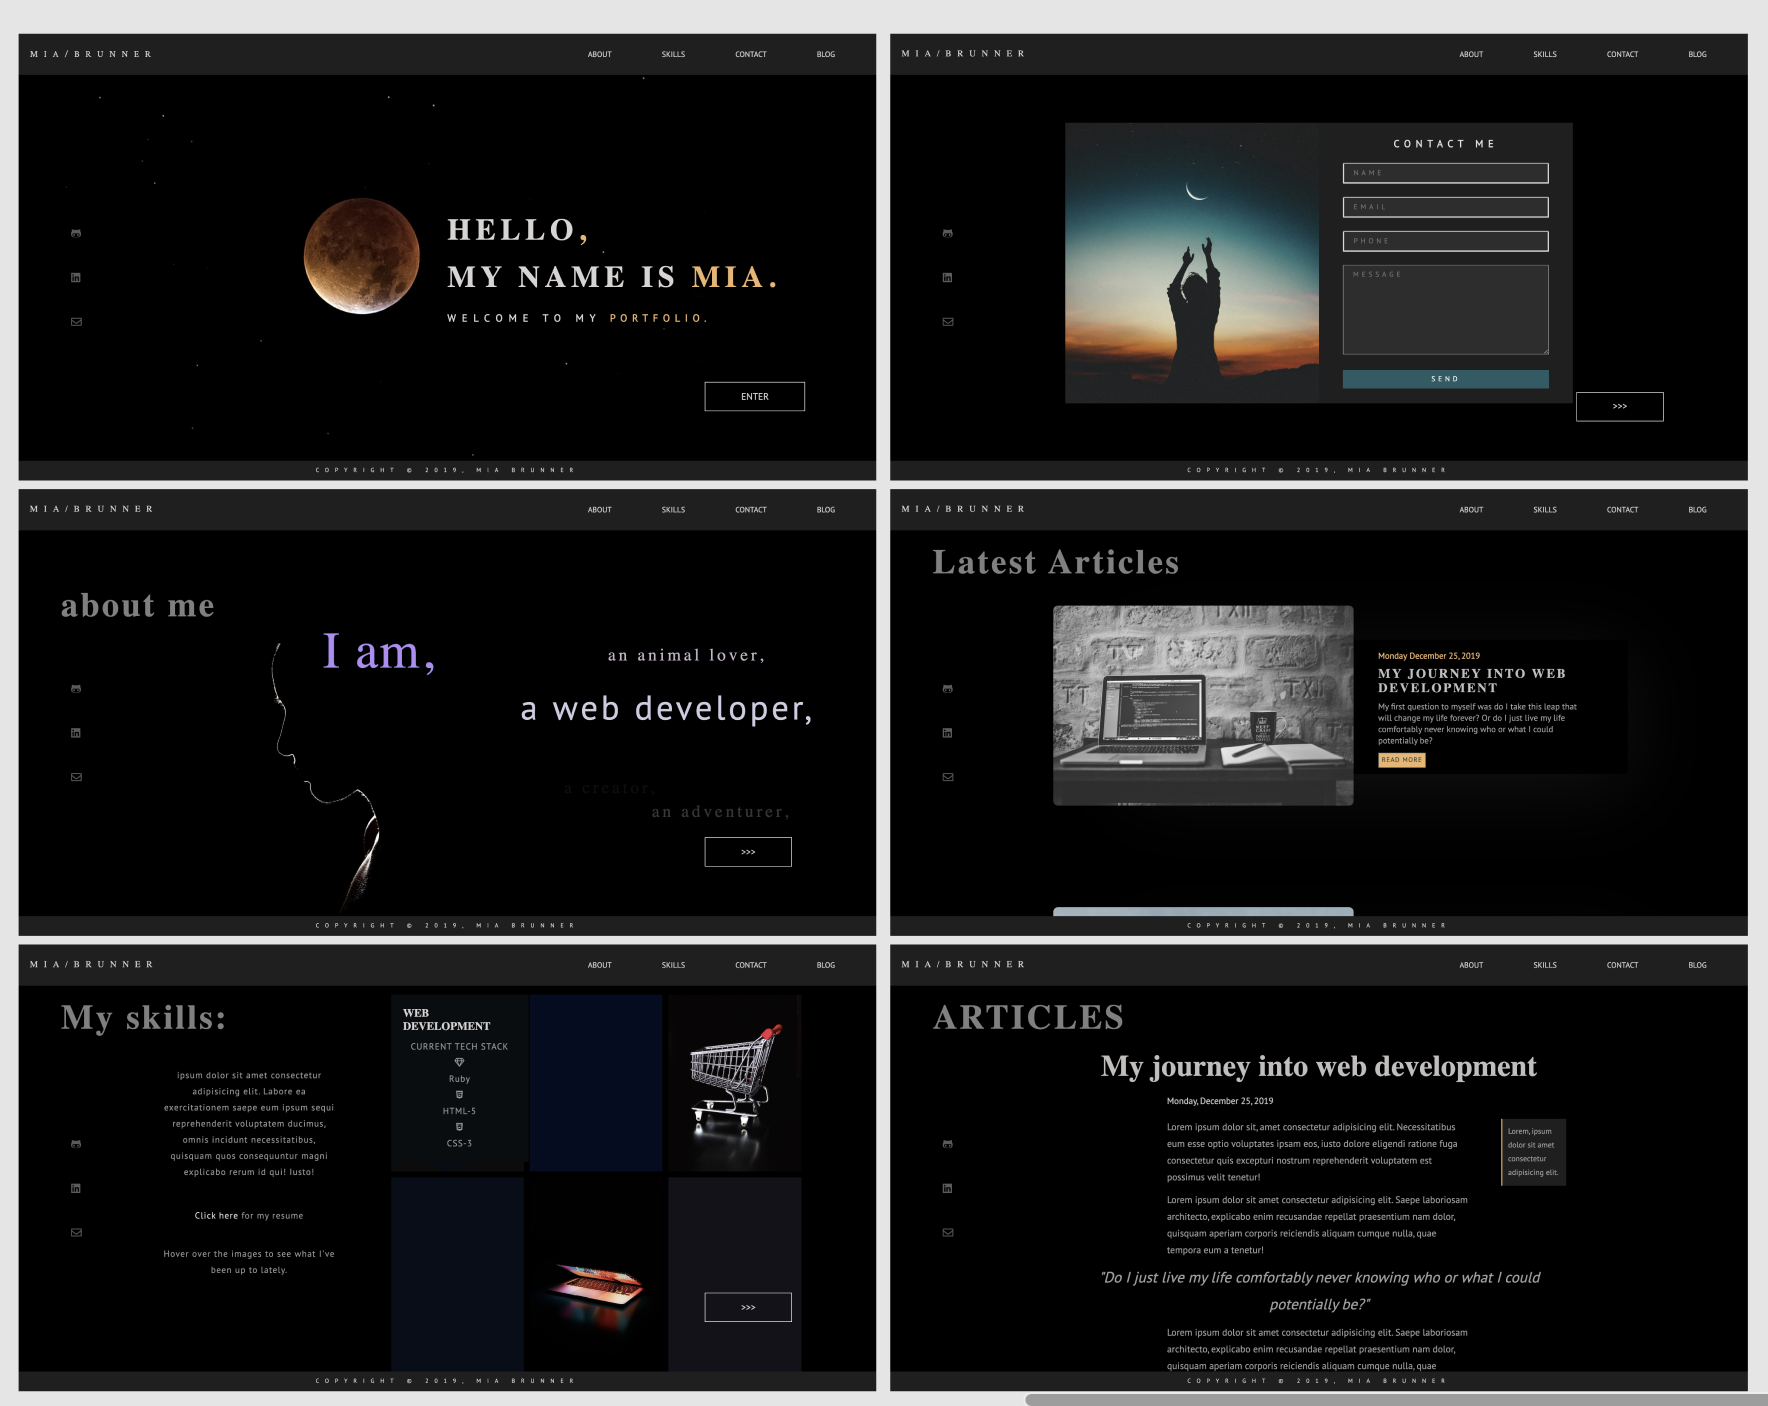 MIA/BRUNNER
ABOUT SKILLS CONTACT BLOG
HELLO,
MY NAME IS MIA.
WELCOME TO MY PORTFOLIO.
ENTER
COPYRIGHT © 2019, MIA BRUNNER
MIA/BRUNNER
ABOUT SKILLS CONTACT BLOG
CONTACT ME
NAME
EMAIL
PHONE
MESSAGE
SEND
>>>
COPYRIGHT © 2019, MIA BRUNNER
MIA/BRUNNER
ABOUT SKILLS CONTACT BLOG
about me
I am,
an animal lover,
a web developer,
a creator,
an adventurer,
>>>
COPYRIGHT © 2019, MIA BRUNNER
MIA/BRUNNER
ABOUT SKILLS CONTACT BLOG
Latest Articles
Monday December 25, 2019
MY JOURNEY INTO WEB
DEVELOPMENT
My first question to myself was do I take this leap that
will change my life forever? Or do I just live my life
comfortably never knowing who or what I could
potentially be?
READ MORE
COPYRIGHT © 2019, MIA BRUNNER
MIA/BRUNNER
ABOUT SKILLS CONTACT BLOG
My skills:
ipsum dolor sit amet consectetur
adipisicing elit. Labore ea
exercitationem saepe eum ipsum sequi
reprehenderit voluptatem ducimus,
omnis incidunt necessitatibus,
quisquam quos consequuntur magni
explicabo rerum id qui! Iusto!
Click here for my resume
Hover over the images to see what I've
been up to lately.
WEB
DEVELOPMENT
CURRENT TECH STACK
Ruby
HTML-5
CSS-3
>>>
COPYRIGHT © 2019, MIA BRUNNER
MIA/BRUNNER
ABOUT SKILLS CONTACT BLOG
ARTICLES
My journey into web development
Monday, December 25, 2019
Lorem ipsum dolor sit, amet consectetur adipisicing elit. Necessitatibus
eum esse optio voluptates ipsam eos, iusto dolore eligendi ratione fuga
consectetur quis excepturi nostrum reprehenderit voluptatem est
possimus velit tenetur!
Lorem, ipsum
dolor sit amet
consectetur
adipisicing elit.
Lorem ipsum dolor sit amet consectetur adipisicing elit. Saepe laboriosam
architecto, explicabo enim recusandae repellat praesentium nam dolor,
quisquam aperiam corporis reiciendis aliquam cumque nulla, quae
tempora eum a tenetur!
"Do I just live my life comfortably never knowing who or what I could
potentially be?"
Lorem ipsum dolor sit amet consectetur adipisicing elit. Saepe laboriosam
architecto, explicabo enim recusandae repellat praesentium nam dolor,
quisquam aperiam corporis reiciendis aliquam cumque nulla, quae
COPYRIGHT © 2019, MIA BRUNNER